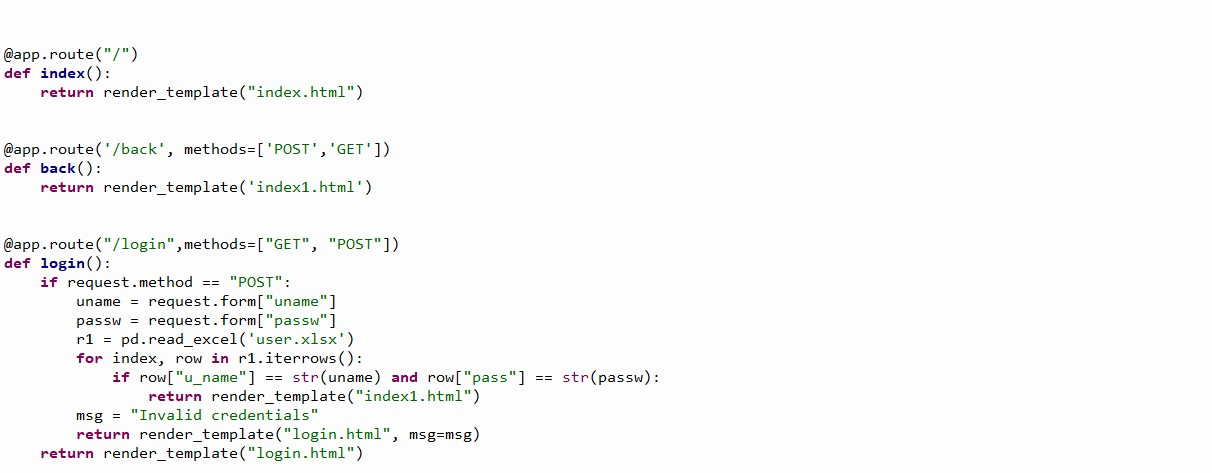 @app.route("/")
def index():
    return render_template("index.html")
@app.route('/back', methods=['POST','GET'])
def back():
    return render_template('index1.html')
@app.route("/login",methods=["GET", "POST"])
def login():
    if request.method == "POST":
        uname = request.form["uname"]
        passw = request.form["passw"]
        r1 = pd.read_excel('user.xlsx')
        for index, row in r1.iterrows():
            if row["u_name"] == str(uname) and row["pass"] == str(passw):
                return render_template("index1.html")
        msg = "Invalid credentials"
        return render_template("login.html", msg=msg)
    return render_template("login.html")